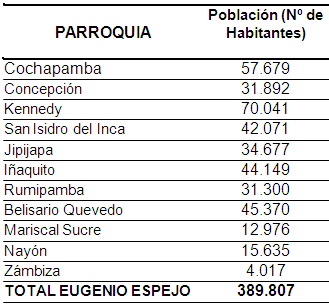 PARROQUIA Población (Nº de Habitantes)
Cochapamba 57.679
Concepción 31.892
Kennedy 70.041
San Isidro del Inca 42.071
Jipijapa 34.677
Iñaquito 44.149
Rumipamba 31.300
Belisario Quevedo 45.370
Mariscal Sucre 12.976
Nayón 15.635
Zámbiza 4.017
TOTAL EUGENIO ESPEJO 389.807